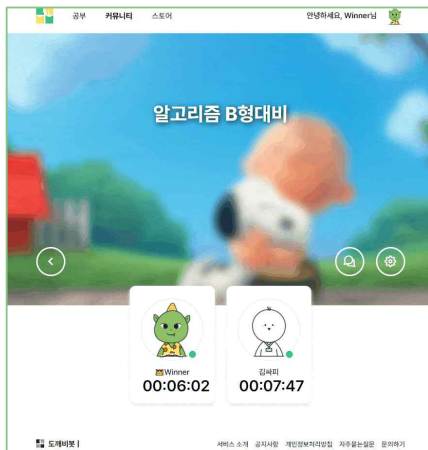 공부 커뮤니티 스토어 안녕하세요, Winner님
알고리즘 B형대비
Winner 김싸피
00:06:02 00:07:47
도깨비봇 | 서비스 소개 공지사항 개인정보처리방침 자주묻는질문 문의하기